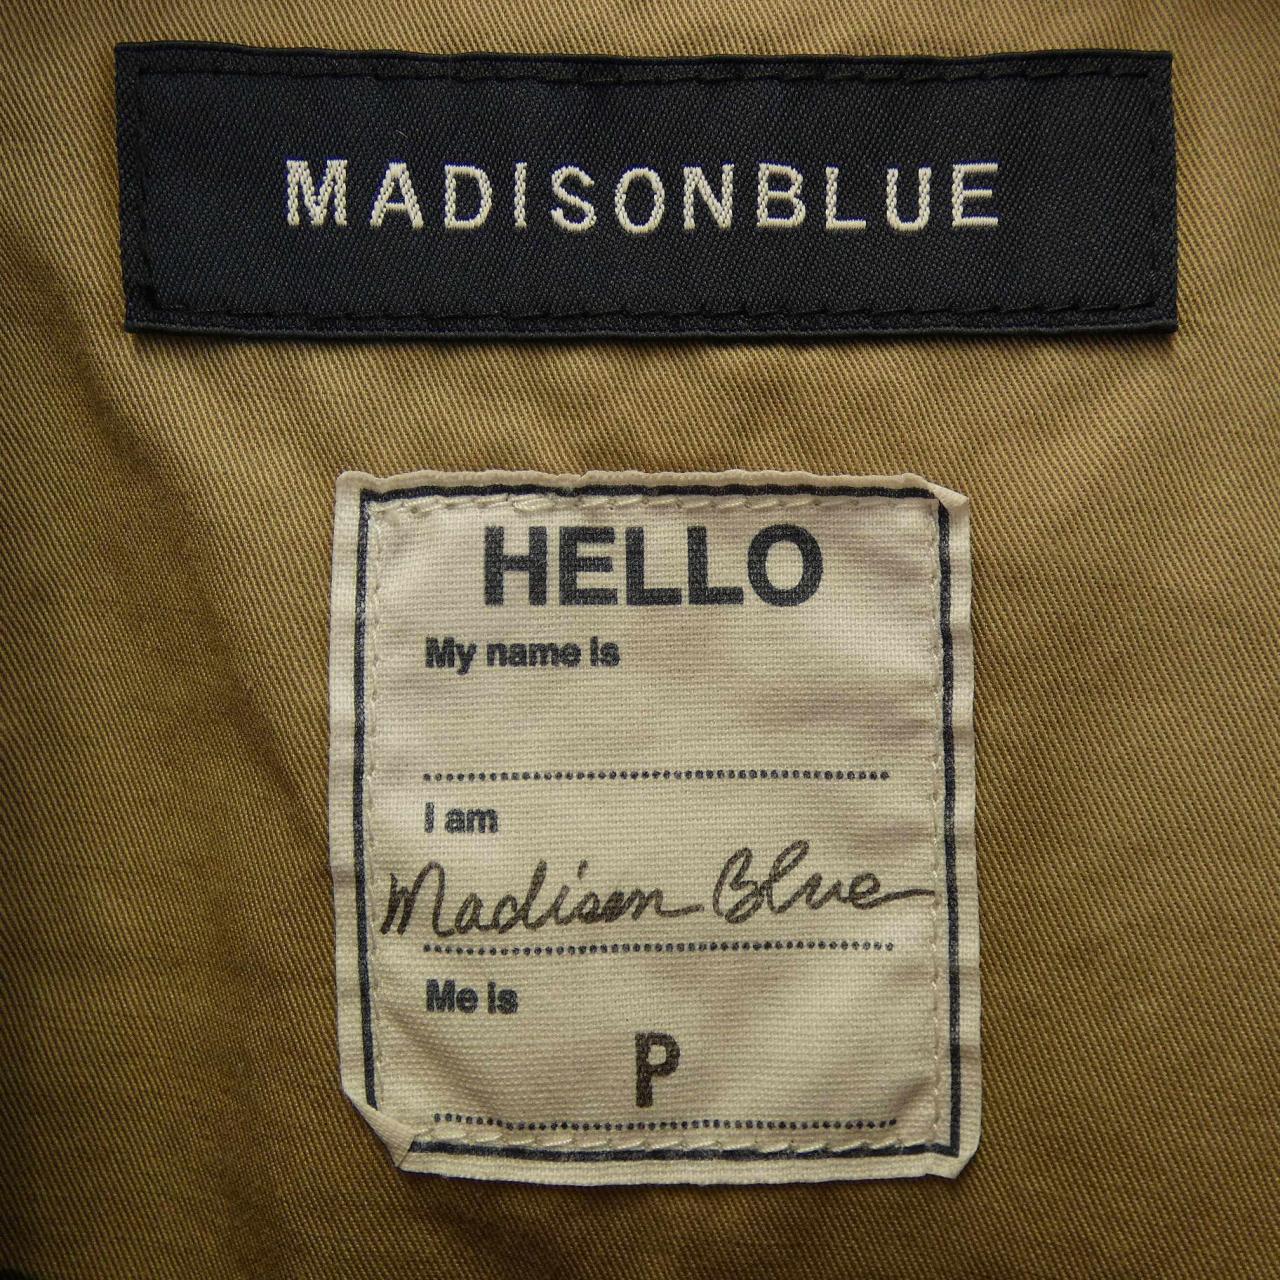 MADISONBLUE
HELLO
My name is
I am
Madison Blue
Me is
P